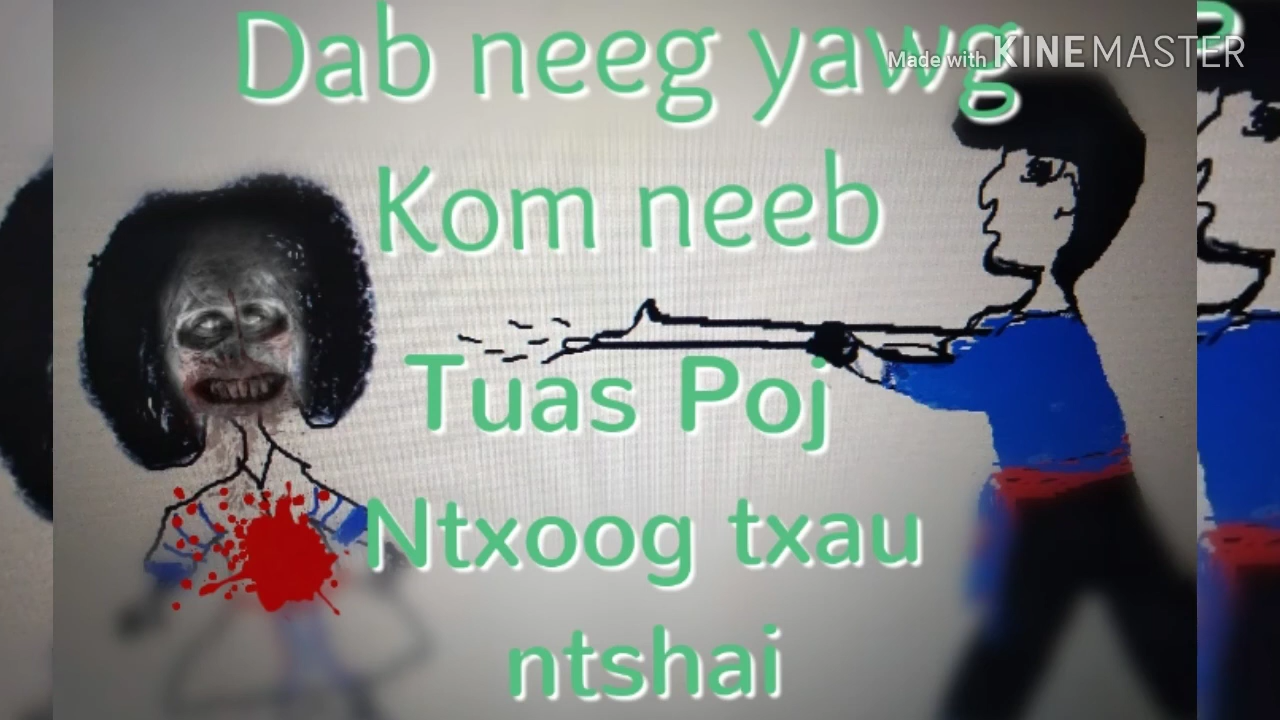 Dab neeg yawg
Made with KINEMASTER
Kom neeb
Tuas Poj
Ntxoog txau
ntshai